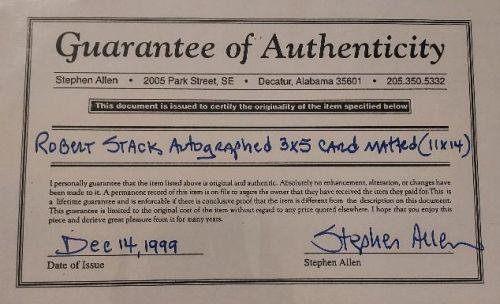 Guarantee of Authenticity
Stephen Allen • 2005 Park Street, SE • Decatur, Alabama 35601 • 205.350.5332
This document is issued to certify the originality of the item specified below
Robert Stack Autographed 3x5 card matted (11x14)
I personally guarantee that the item listed above is original and authentic. Absolutely no enhancement, alteration, or changes
been made to it. A permanent record of this item is on file to assure the owner that they have received the item they paid for. This is
a lifetime guarantee and is enforcable if there is conclusive proof that the item is different from the description on this document.
This guarantee is limited to the original cost of the item without regard to any price quoted elsewhere. I hope that you enjoy this
piece and derieve great pleasure from it for many years.
Dec 14, 1999 Stephen Allen
Date of Issue Stephen Allen